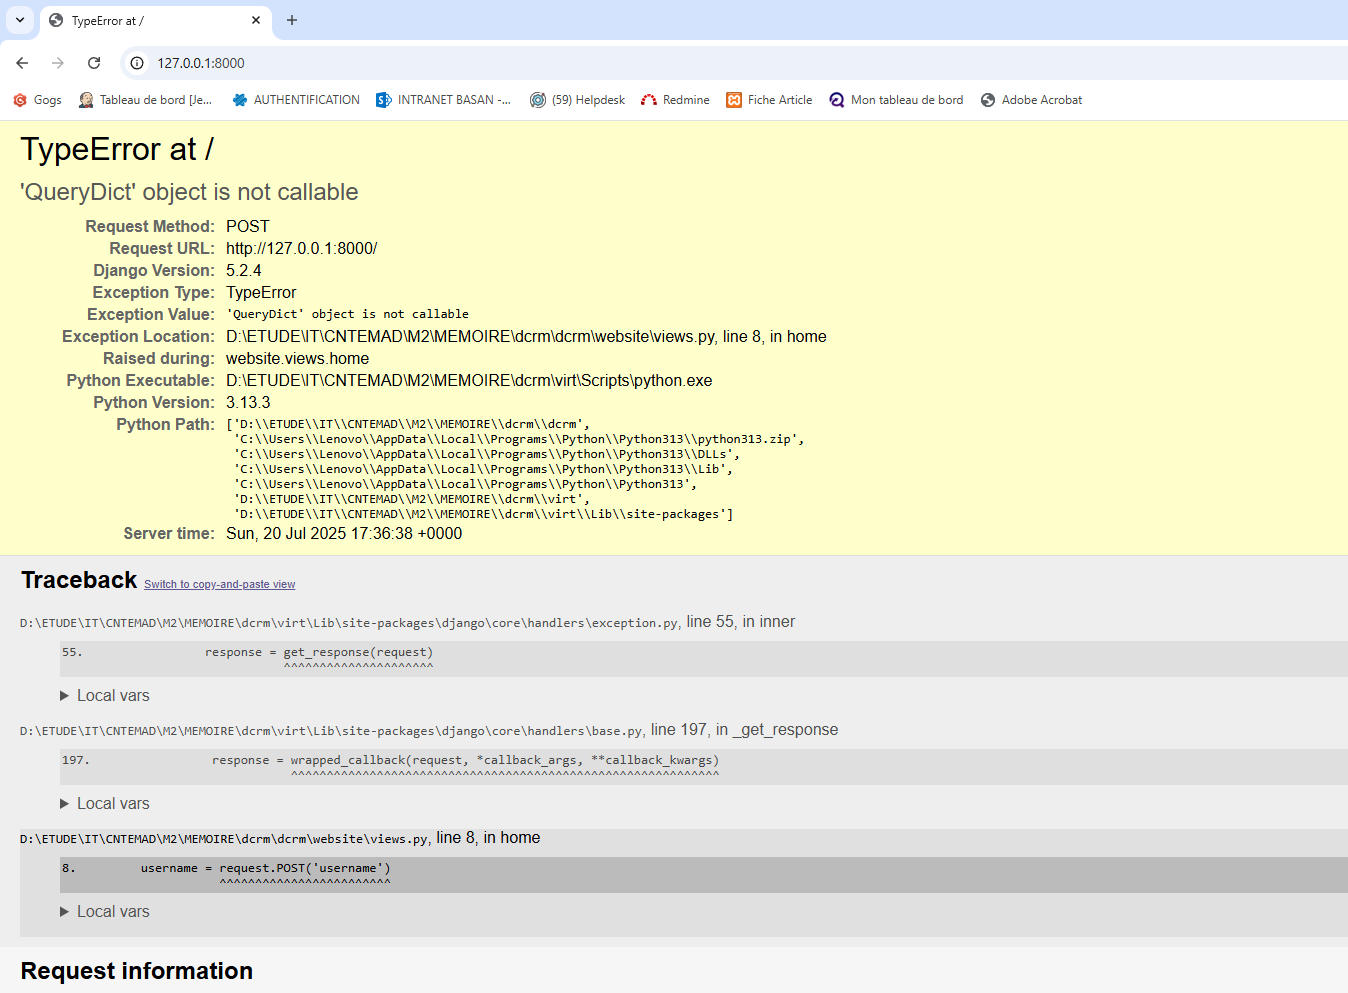 TypeError at /
127.0.0.1:8000
Gogs
Tableau de bord [Je...
AUTHENTIFICATION
INTRANET BASAN -...
(59) Helpdesk
Redmine
Fiche Article
Mon tableau de bord
Adobe Acrobat
TypeError at /
'QueryDict' object is not callable
Request Method: POST
Request URL: http://127.0.0.1:8000/
Django Version: 5.2.4
Exception Type: TypeError
Exception Value: 'QueryDict' object is not callable
Exception Location: D:\ETUDE\IT\CNTEMAD\M2\MEMOIRE\dcrm\dcrm\website\views.py, line 8, in home
Raised during: website.views.home
Python Executable: D:\ETUDE\IT\CNTEMAD\M2\MEMOIRE\dcrm\virt\Scripts\python.exe
Python Version: 3.13.3
Python Path: ['D:\\ETUDE\\IT\\CNTEMAD\\M2\\MEMOIRE\\dcrm\\dcrm',
'C:\\Users\\Lenovo\\AppData\\Local\\Programs\\Python\\Python313\\python313.zip',
'C:\\Users\\Lenovo\\AppData\\Local\\Programs\\Python\\Python313\\DLLs',
'C:\\Users\\Lenovo\\AppData\\Local\\Programs\\Python\\Python313\\Lib',
'C:\\Users\\Lenovo\\AppData\\Local\\Programs\\Python\\Python313',
'D:\\ETUDE\\IT\\CNTEMAD\\M2\\MEMOIRE\\dcrm\\virt',
'D:\\ETUDE\\IT\\CNTEMAD\\M2\\MEMOIRE\\dcrm\\virt\\Lib\\site-packages']
Server time: Sun, 20 Jul 2025 17:36:38 +0000
Traceback Switch to copy-and-paste view
D:\ETUDE\IT\CNTEMAD\M2\MEMOIRE\dcrm\virt\Lib\site-packages\django\core\handlers\exception.py, line 55, in inner
55. response = get_response(request)
^^^^^^^^^^^^^^^^^^^^^
Local vars
D:\ETUDE\IT\CNTEMAD\M2\MEMOIRE\dcrm\virt\Lib\site-packages\django\core\handlers\base.py, line 197, in _get_response
197. response = wrapped_callback(request, *callback_args, **callback_kwargs)
^^^^^^^^^^^^^^^^^^^^^^^^^^^^^^^^^^^^^^^^^^^^^^^^^^^^^^^^^^^^
Local vars
D:\ETUDE\IT\CNTEMAD\M2\MEMOIRE\dcrm\dcrm\website\views.py, line 8, in home
8. username = request.POST('username')
^^^^^^^^^^^^^^^^^^^^^^^^
Local vars
Request information